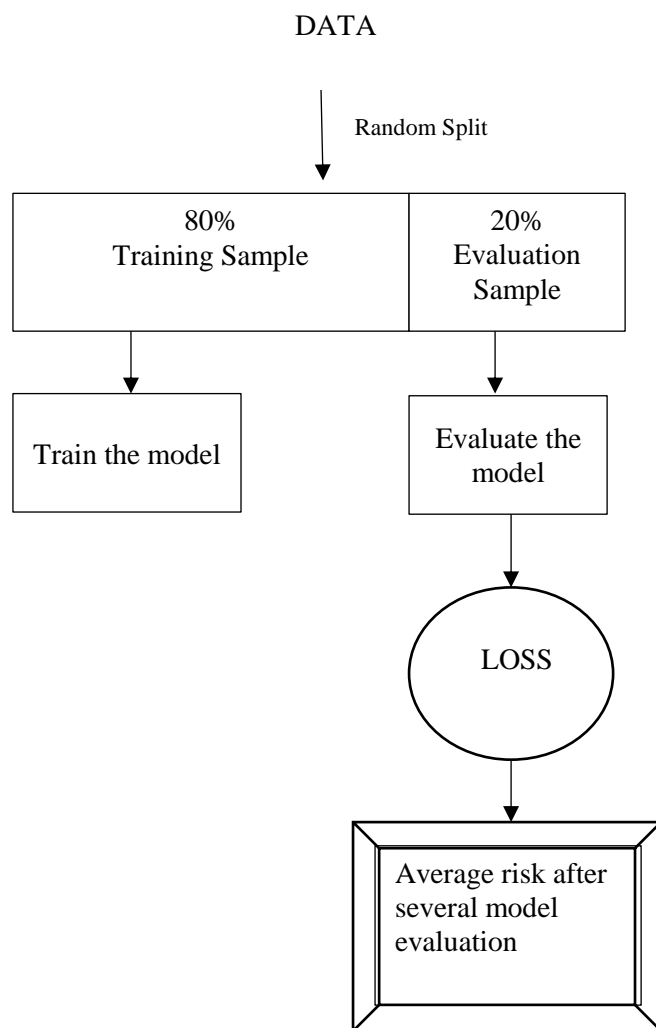 DATA
Random Split
80%
Training Sample
20%
Evaluation
Sample
Train the model
Evaluate the
model
LOSS
Average risk after
several model
evaluation